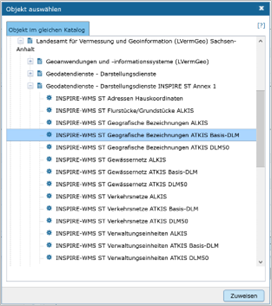 Objekt auswählen
[?]
Objekt im gleichen Katalog
Landesamt für Vermessung und Geoinformation (LVermGeo) Sachsen-
Anhalt
Geoanwendungen und -informationssysteme (LVermGeo)
Geodatendienste - Darstellungsdienste
Geodatendienste - Darstellungsdienste INSPIRE ST Annex 1
INSPIRE-WMS ST Adressen Hauskoordinaten
INSPIRE-WMS ST Flurstücke/Grundstücke ALKIS
INSPIRE-WMS ST Geografische Bezeichnungen ALKIS
INSPIRE-WMS ST Geografische Bezeichnungen ATKIS Basis-DLM
INSPIRE-WMS ST Geografische Bezeichnungen ATKIS DLM50
INSPIRE-WMS ST Gewässernetz ALKIS
INSPIRE-WMS ST Gewässernetz ATKIS Basis-DLM
INSPIRE-WMS ST Gewässernetz ATKIS DLM50
INSPIRE-WMS ST Verkehrsnetze ALKIS
INSPIRE-WMS ST Verkehrsnetze ATKIS Basis-DLM
INSPIRE-WMS ST Verkehrsnetze ATKIS DLM50
INSPIRE-WMS ST Verwaltungseinheiten ALKIS
INSPIRE-WMS ST Verwaltungseinheiten ATKIS Basis-DLM
INSPIRE-WMS ST Verwaltungseinheiten ATKIS DLM50
Zuweisen